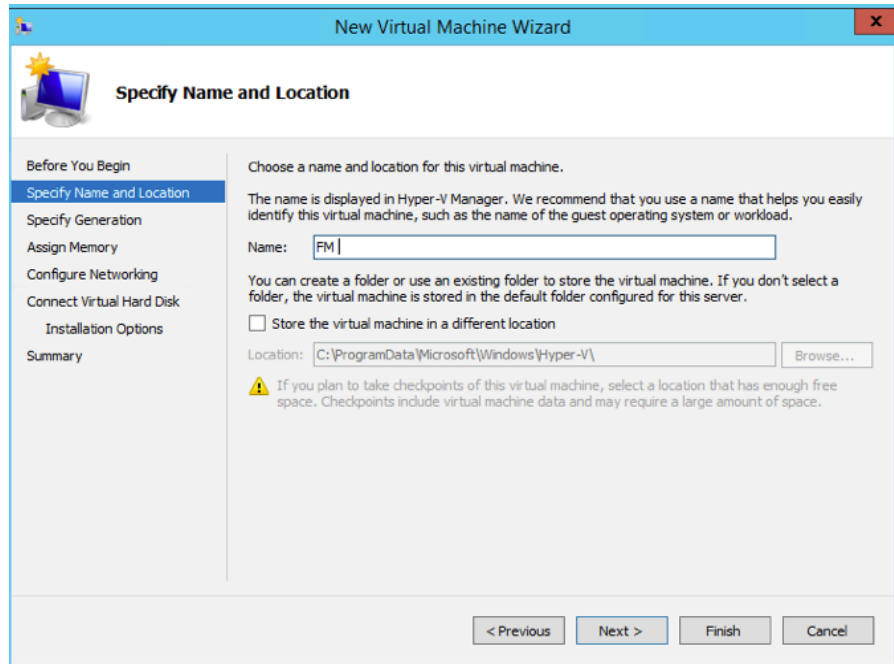 New Virtual Machine Wizard
x
Specify Name and Location
Before You Begin
Specify Name and Location
Specify Generation
Assign Memory
Configure Networking
Connect Virtual Hard Disk
Installation Options
Summary
Choose a name and location for this virtual machine.
The name is displayed in Hyper-V Manager. We recommend that you use a name that helps you easily
identify this virtual machine, such as the name of the guest operating system or workload.
Name: FM
You can create a folder or use an existing folder to store the virtual machine. If you don't select a
folder, the virtual machine is stored in the default folder configured for this server.
Store the virtual machine in a different location
Location: C:\ProgramData\Microsoft\Windows\Hyper-V\ Browse...
If you plan to take checkpoints of this virtual machine, select a location that has enough free
space. Checkpoints include virtual machine data and may require a large amount of space.
< Previous Next > Finish Cancel